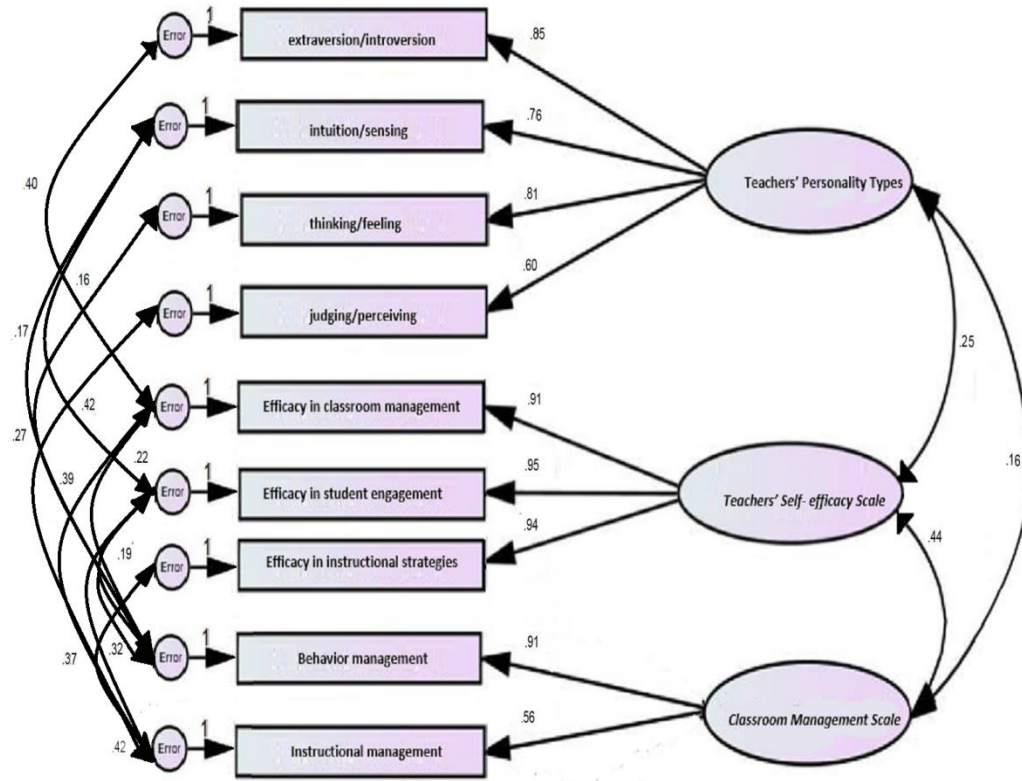 Error 1 extraversion/introversion
.85
Error 1 intuition/sensing
.76
Teachers' Personality Types
.40
Error 1 thinking/feeling
.81
.16
Error 1 judging/perceiving
.60
.17
.25
Error 1 Efficacy in classroom management
.91
.42
.27
.22
.16
Error 1 Efficacy in student engagement
.95
Teachers' Self- efficacy Scale
.39
.44
.19
Error 1 Efficacy in instructional strategies
.94
.32
.37
Error 1 Behavior management
.91
Classroom Management Scale
.42
Error 1 Instructional management
.56